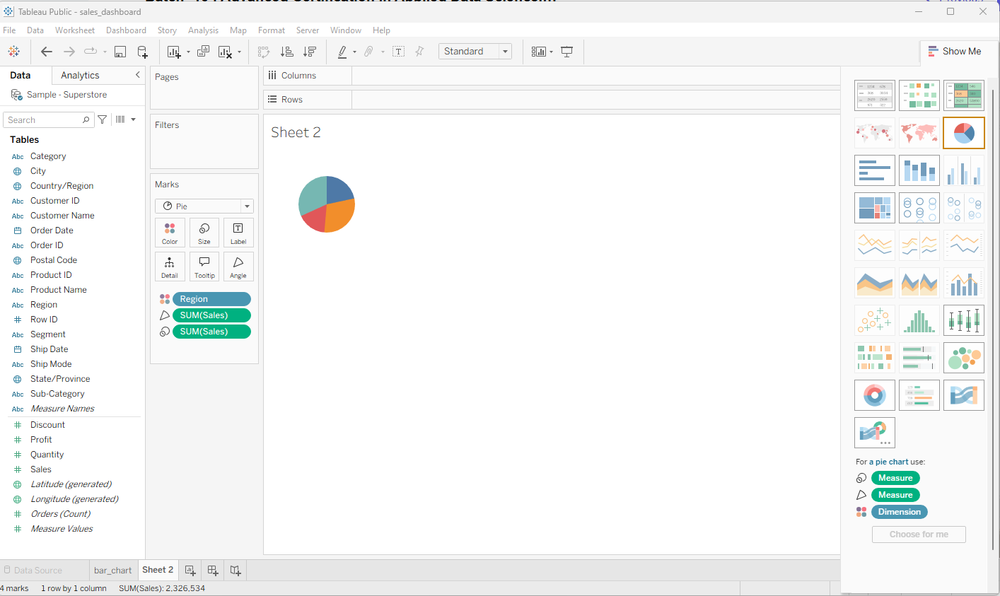 Tableau Public - sales_dashboard
File Data Worksheet Dashboard Story Analysis Map Format Server Window Help
Standard
Show Me
Data Analytics
Sample - Superstore
Search
Tables
Abc Category
City
Country/Region
Abc Customer ID
Abc Customer Name
Order Date
Abc Order ID
Postal Code
Abc Product ID
Abc Product Name
Abc Region
Row ID
Abc Segment
Ship Date
Abc Ship Mode
State/Province
Abc Sub-Category
Abc Measure Names
Discount
Profit
Quantity
Sales
Latitude (generated)
Longitude (generated)
Orders (Count)
Measure Values
Pages
Filters
Marks
Pie
Color Size Label
Detail Tooltip Angle
Region
SUM(Sales)
SUM(Sales)
Columns
Rows
Sheet 2
For a pie chart use:
Measure
Measure
Dimension
Choose for me
Data Source bar_chart Sheet 2
4 marks 1 row by 1 column SUM(Sales): 2,326,534